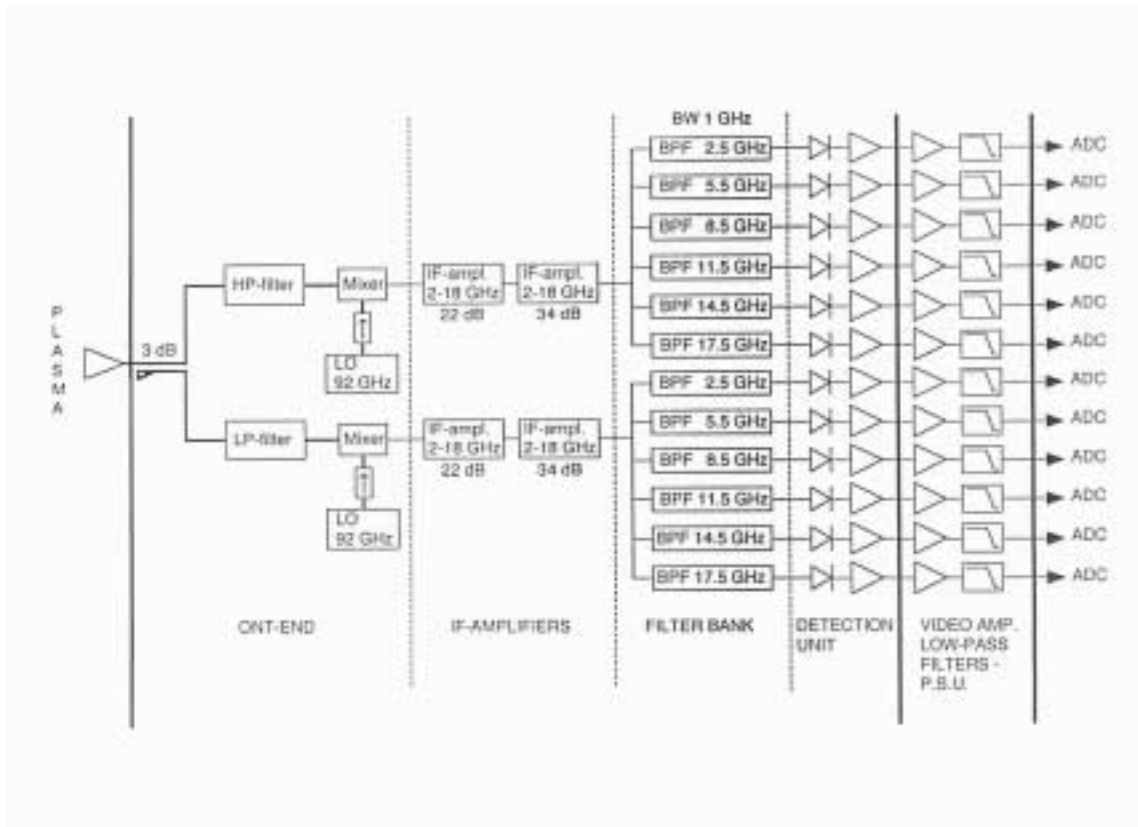 PLASMA
3 dB
HP-filter
Mixer
LO
92 GHz
LP-filter
Mixer
LO
92 GHz
ONT-END
IF-ampl.
2-18 GHz
22 dB
IF-ampl.
2-18 GHz
34 dB
IF-ampl.
2-18 GHz
22 dB
IF-ampl.
2-18 GHz
34 dB
IF-AMPLIFIERS
BW 1 GHz
BPF 2.5 GHz
BPF 5.5 GHz
BPF 8.5 GHz
BPF 11.5 GHz
BPF 14.5 GHz
BPF 17.5 GHz
BPF 2.5 GHz
BPF 5.5 GHz
BPF 8.5 GHz
BPF 11.5 GHz
BPF 14.5 GHz
BPF 17.5 GHz
FILTER BANK
DETECTION
UNIT
VIDEO AMP.
LOW-PASS
FILTERS -
P.S.U.
ADC
ADC
ADC
ADC
ADC
ADC
ADC
ADC
ADC
ADC
ADC
ADC